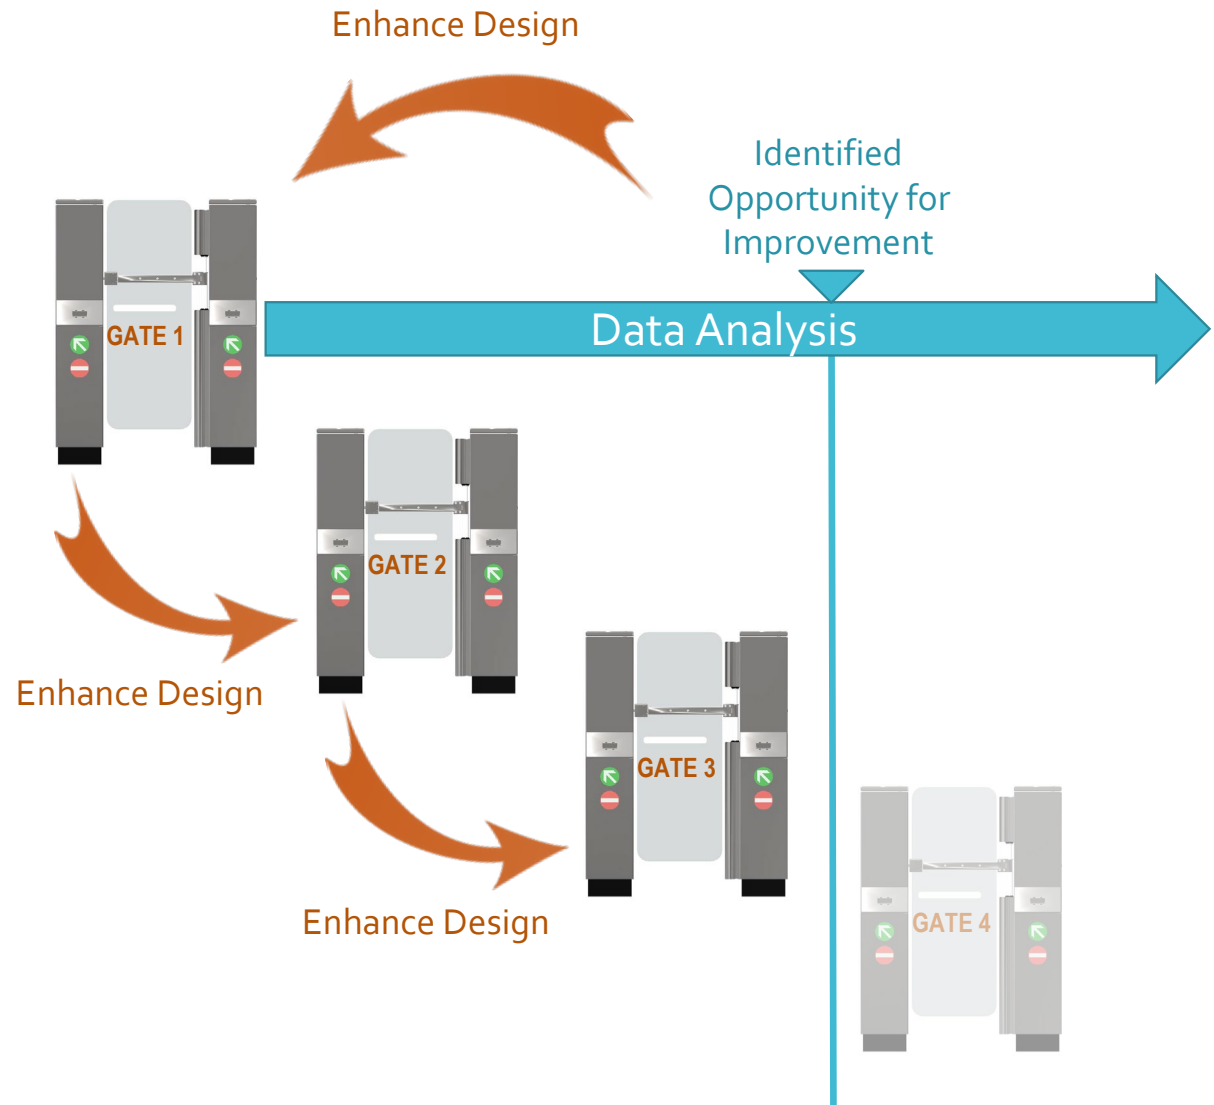 Enhance Design
Identified
Opportunity for
Improvement
Data Analysis
GATE 1
GATE 2
Enhance Design
GATE 3
Enhance Design
GATE 4